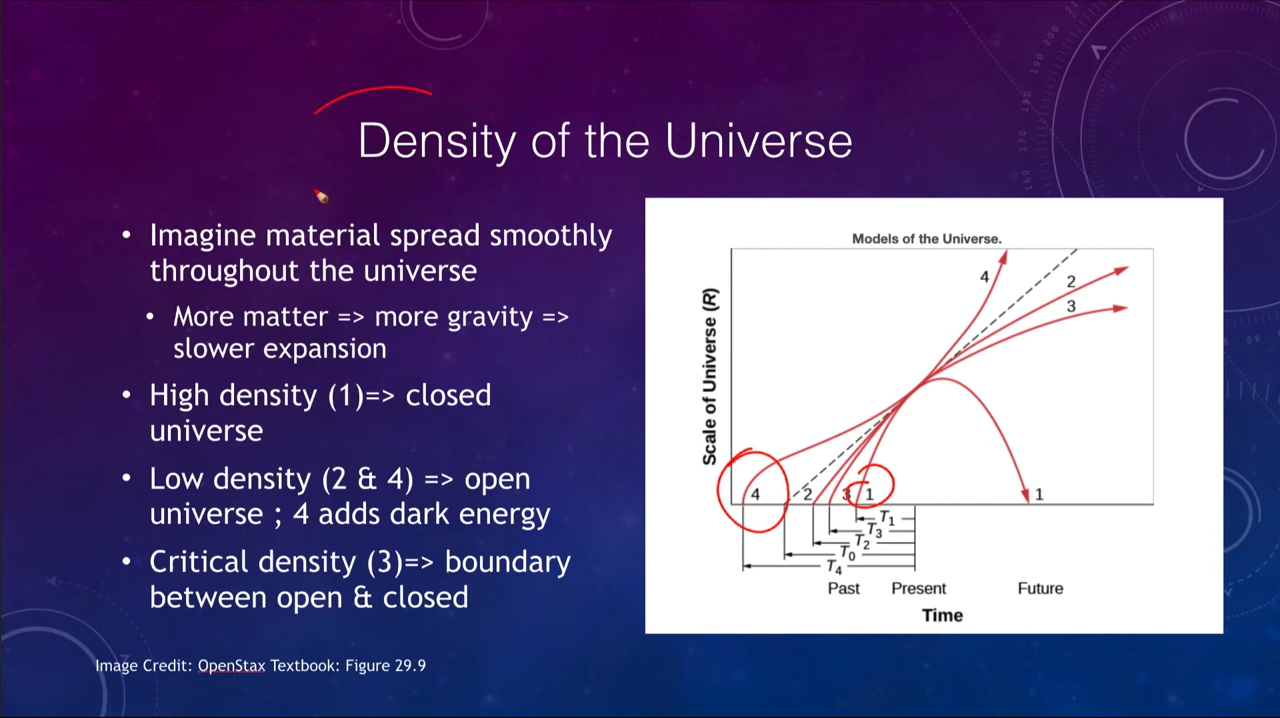 Density of the Universe
• Imagine material spread smoothly
throughout the universe
• More matter => more gravity =>
slower expansion
• High density (1)=> closed
universe
• Low density (2 & 4) => open
universe ; 4 adds dark energy
• Critical density (3)=> boundary
between open & closed
Image Credit: OpenStax Textbook: Figure 29.9
Models of the Universe.
Scale of Universe (R)
4
2
3
4
2
3
1
1
T1
T3
T2
T0
T4
Past Present Future
Time